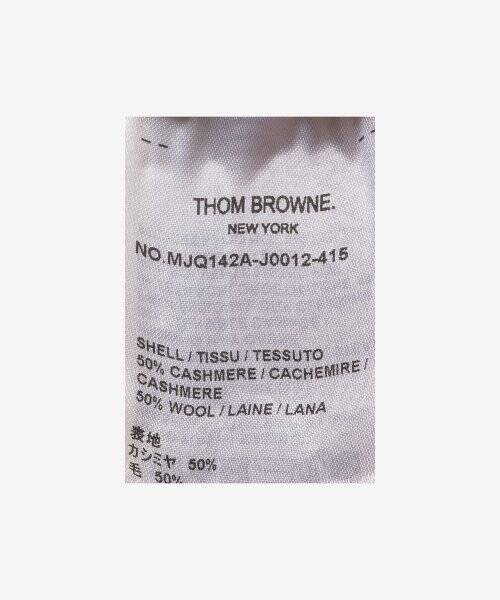 THOM BROWNE.
NEW YORK
NO.MJQ142A-J0012-415
SHELL / TISSU / TESSUTO
50% CASHMERE / CACHEMIRE /
CASHMERE
50% WOOL / LAINE / LANA
表地
カシミヤ 50%
毛 50%